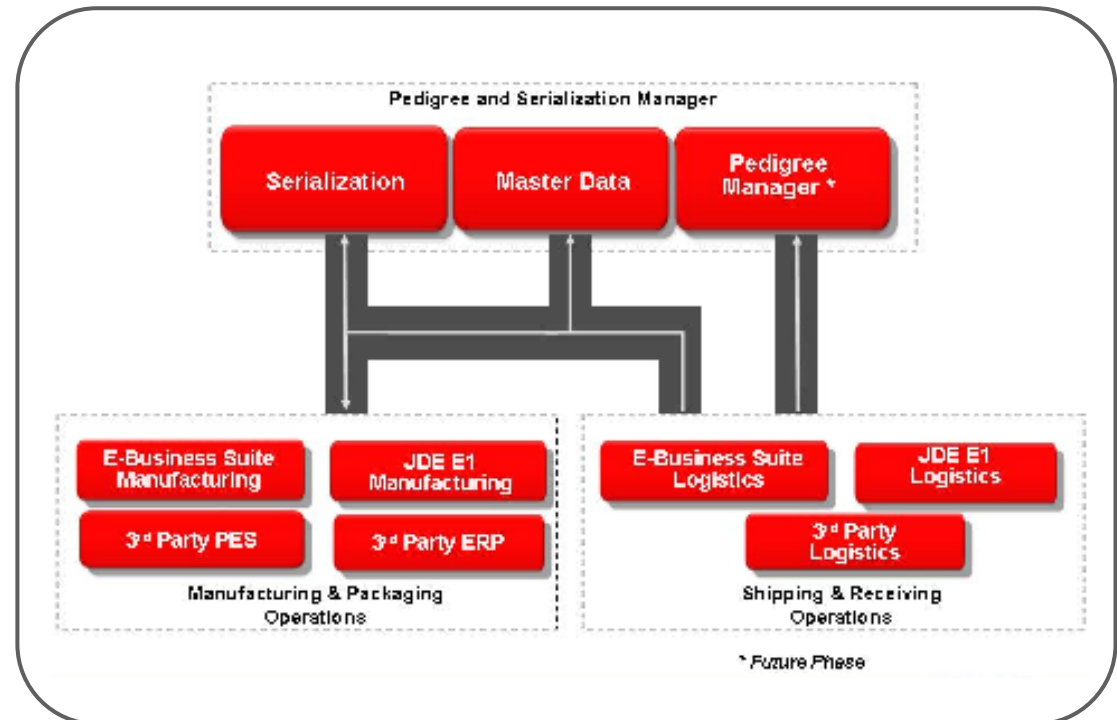 Pedigree and Serialization Manager
Serialization
Master Data
Pedigree
Manager *
E-Business Suite
Manufacturing
JDE E1
Manufacturing
3rd Party PES
3rd Party ERP
Manufacturing & Packaging
Operations
E-Business Suite
Logistics
JDE E1
Logistics
3rd Party
Logistics
Shipping & Receiving
Operations
* Future Phase